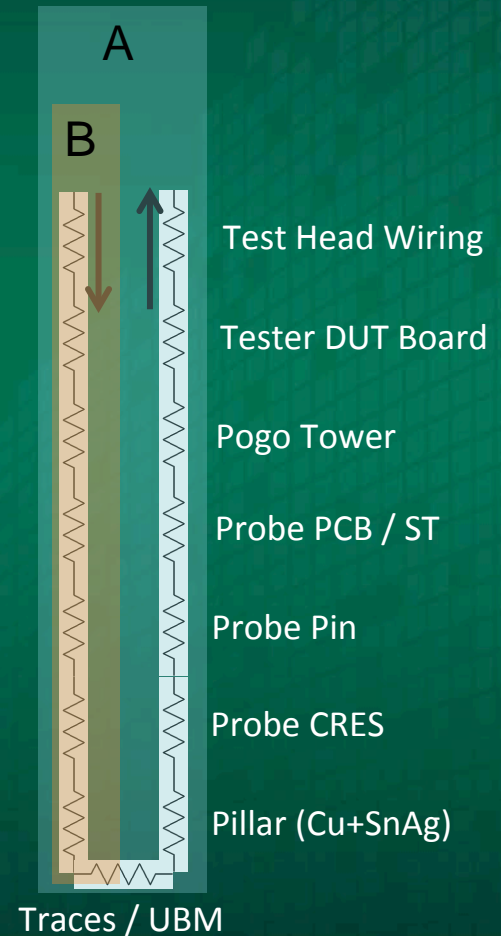 A
B
Test Head Wiring
Tester DUT Board
Pogo Tower
Probe PCB / ST
Probe Pin
Probe CRES
Pillar (Cu+SnAg)
Traces / UBM